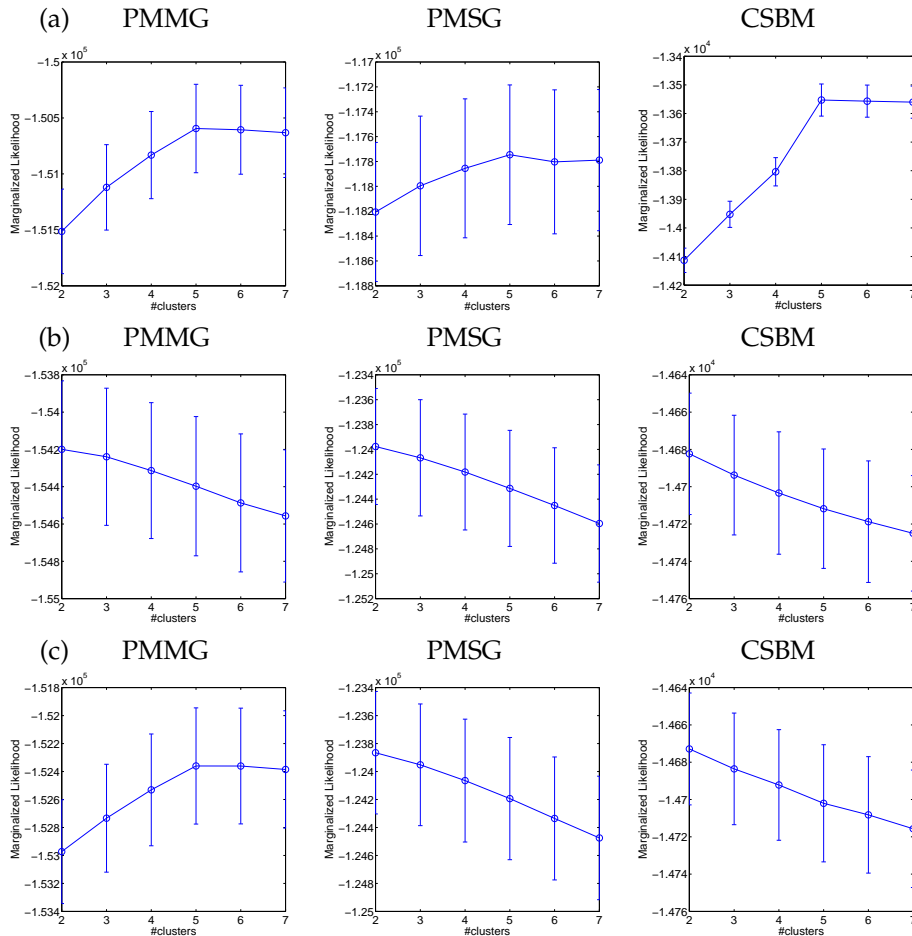 (a) PMMG PMSG CSBM
x 10^5
−1.5
−1.505
−1.51
−1.515
−1.52
Marginalized Likelihood
2 3 4 5 6 7
#clusters
x 10^5
−1.17
−1.172
−1.174
−1.176
−1.178
−1.18
−1.182
−1.184
−1.186
−1.188
Marginalized Likelihood
2 3 4 5 6 7
#clusters
x 10^4
−1.34
−1.35
−1.36
−1.37
−1.38
−1.39
−1.4
−1.41
−1.42
Marginalized Likelihood
2 3 4 5 6 7
#clusters
(b) PMMG PMSG CSBM
x 10^5
−1.538
−1.54
−1.542
−1.544
−1.546
−1.548
−1.55
Marginalized Likelihood
2 3 4 5 6 7
#clusters
x 10^5
−1.234
−1.236
−1.238
−1.24
−1.242
−1.244
−1.246
−1.248
−1.25
−1.252
Marginalized Likelihood
2 3 4 5 6 7
#clusters
x 10^4
−1.464
−1.466
−1.468
−1.47
−1.472
−1.474
−1.476
Marginalized Likelihood
2 3 4 5 6 7
#clusters
(c) PMMG PMSG CSBM
x 10^5
−1.518
−1.52
−1.522
−1.524
−1.526
−1.528
−1.53
−1.532
−1.534
Marginalized Likelihood
2 3 4 5 6 7
#clusters
x 10^5
−1.234
−1.236
−1.238
−1.24
−1.242
−1.244
−1.246
−1.248
−1.25
Marginalized Likelihood
2 3 4 5 6 7
#clusters
x 10^4
−1.464
−1.466
−1.468
−1.47
−1.472
−1.474
−1.476
Marginalized Likelihood
2 3 4 5 6 7
#clusters